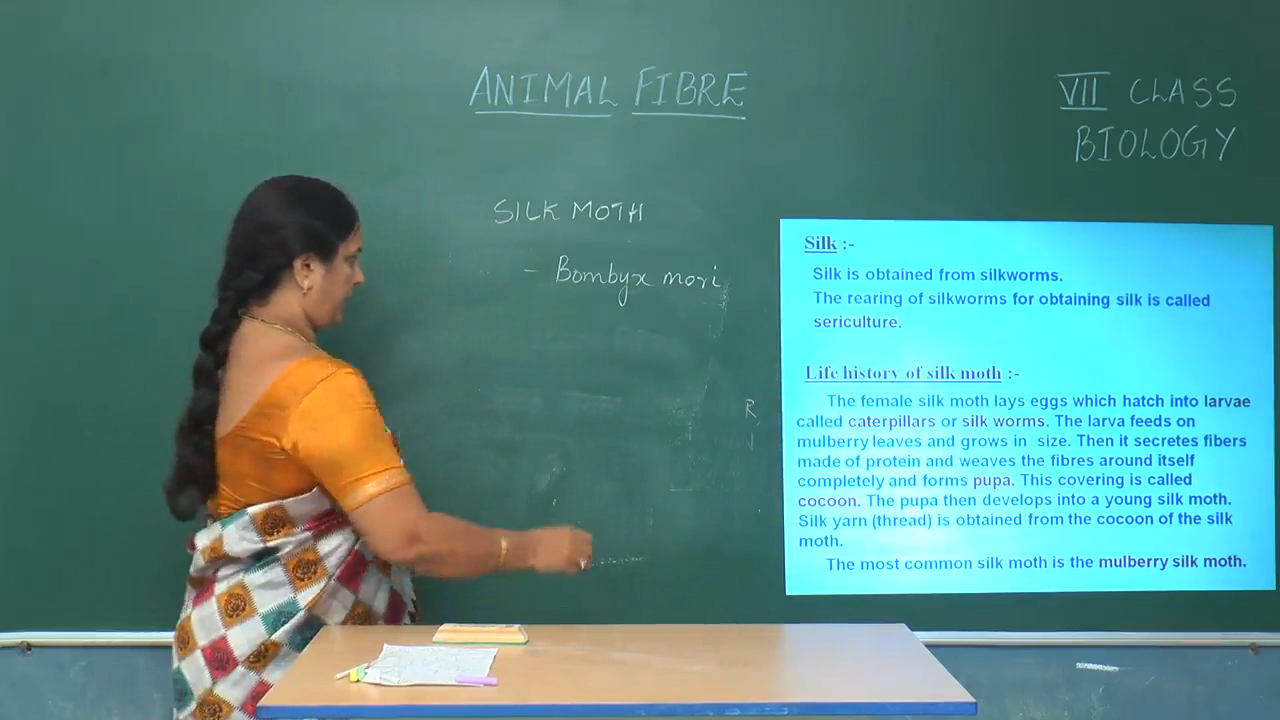 ANIMAL FIBRE
VII CLASS
BIOLOGY
SILK MOTH
- Bombyx mori
R
Silk :-
Silk is obtained from silkworms.
The rearing of silkworms for obtaining silk is called
sericulture.
Life history of silk moth :-
The female silk moth lays eggs which hatch into larvae
called caterpillars or silk worms. The larva feeds on
mulberry leaves and grows in size. Then it secretes fibers
made of protein and weaves the fibres around itself
completely and forms pupa. This covering is called
cocoon. The pupa then develops into a young silk moth.
Silk yarn (thread) is obtained from the cocoon of the silk
moth.
The most common silk moth is the mulberry silk moth.